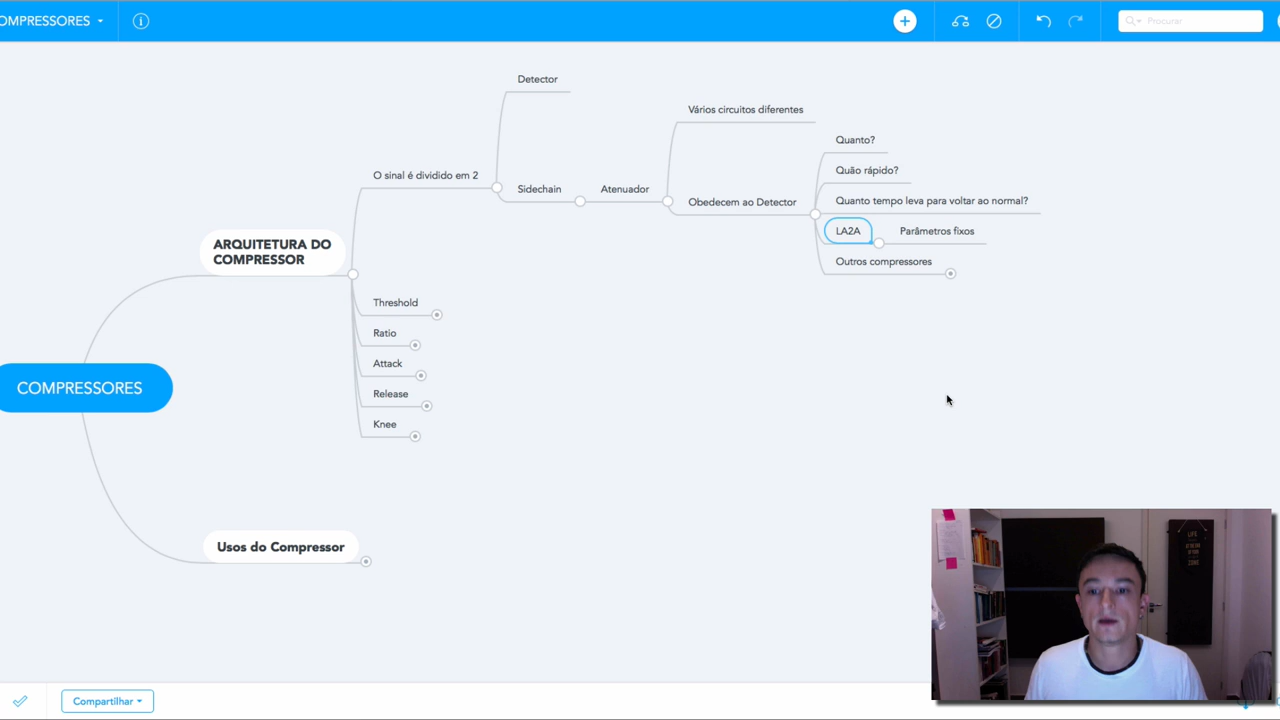 OMPRESSORES
Procurar
Detector
Vários circuitos diferentes
Quanto?
Quão rápido?
O sinal é dividido em 2
Sidechain
Atenuador
Obedecem ao Detector
Quanto tempo leva para voltar ao normal?
LA2A
Parâmetros fixos
Outros compressores
ARQUITETURA DO
COMPRESSOR
Threshold
Ratio
Attack
Release
Knee
COMPRESSORES
Usos do Compressor
Compartilhar